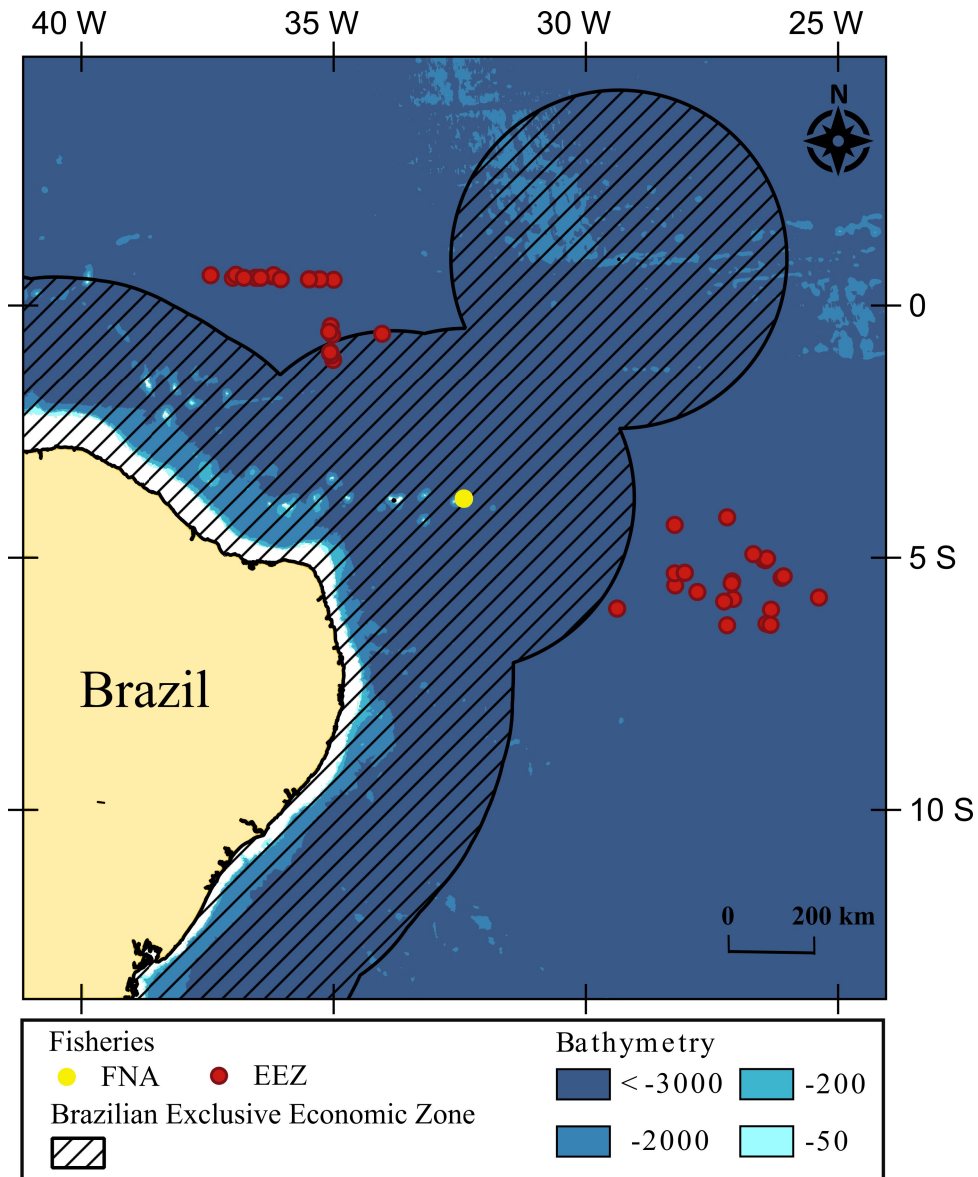 40 W 35 W 30 W 25 W
N
0
5 S
Brazil
10 S
0 200 km
Fisheries
FNA EEZ
Brazilian Exclusive Economic Zone
Bathymetry
< -3000 -200
-2000 -50